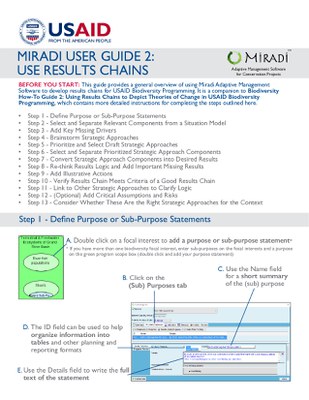 USAID
FROM THE AMERICAN PEOPLE
MiRADi
Adaptive Management Software
for Conservation Projects
MIRADI USER GUIDE 2:
USE RESULTS CHAINS
BEFORE YOU START: This guide provides a general overview of using Miradi Adaptive Management
Software to develop results chains for USAID Biodiversity Programming. It is a companion to Biodiversity
How-To Guide 2: Using Results Chains to Depict Theories of Change in USAID Biodiversity
Programming, which contains more detailed instructions for completing the steps outlined here.
• Step 1 - Define Purpose or Sub-Purpose Statements
• Step 2 - Select and Separate Relevant Components from a Situation Model
• Step 3 - Add Key Missing Drivers
• Step 4 - Brainstorm Strategic Approaches
• Step 5 - Prioritize and Select Draft Strategic Approaches
• Step 6 - Select and Separate Prioritized Strategic Approach Components
• Step 7 - Convert Strategic Approach Components into Desired Results
• Step 8 - Re-think Results Logic and Add Important Missing Results
• Step 9 - Add Illustrative Actions
• Step 10 - Verify Results Chain Meets Criteria of a Good Results Chain
• Step 11 - Link to Other Strategic Approaches to Clarify Logic
• Step 12 - (Optional) Add Critical Assumptions and Risks
• Step 13 - Consider Whether These Are the Right Strategic Approaches for the Context
Step 1 - Define Purpose or Sub-Purpose Statements
A. Double click on a focal interest to add a purpose or sub-purpose statement*
* If you have more than one biodiversity focal interest, enter sub-purposes on the focal interests and a purpose
on the green program scope box (double click and add your purpose statement)
B. Click on the
(Sub) Purposes tab
C. Use the Name field
for a short summary
of the (sub) purpose
D. The ID field can be used to help
organize information into
tables and other planning and
reporting formats
E. Use the Details field to write the full
text of the statement